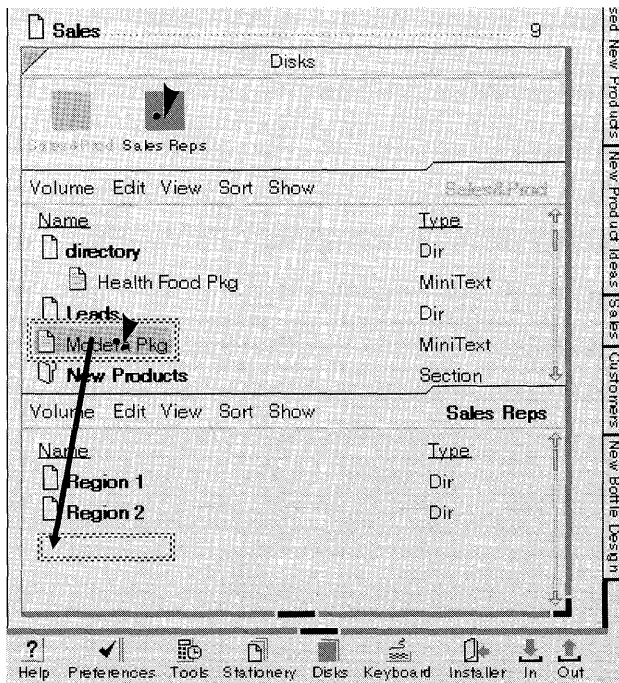 Sales 9
Disks
Sales&Prod Sales Reps
Volume Edit View Sort Show Sales&Prod
Name Type
directory Dir
Health Food Pkg MiniText
Leads Dir
Modern Pkg MiniText
New Products Section
Volume Edit View Sort Show Sales Reps
Name Type
Region 1 Dir
Region 2 Dir
sed New Products
New Product Ideas
Sales
Customers
New Bottle Design
?
Help Preferences Tools Stationery Disks Keyboard Installer In Out